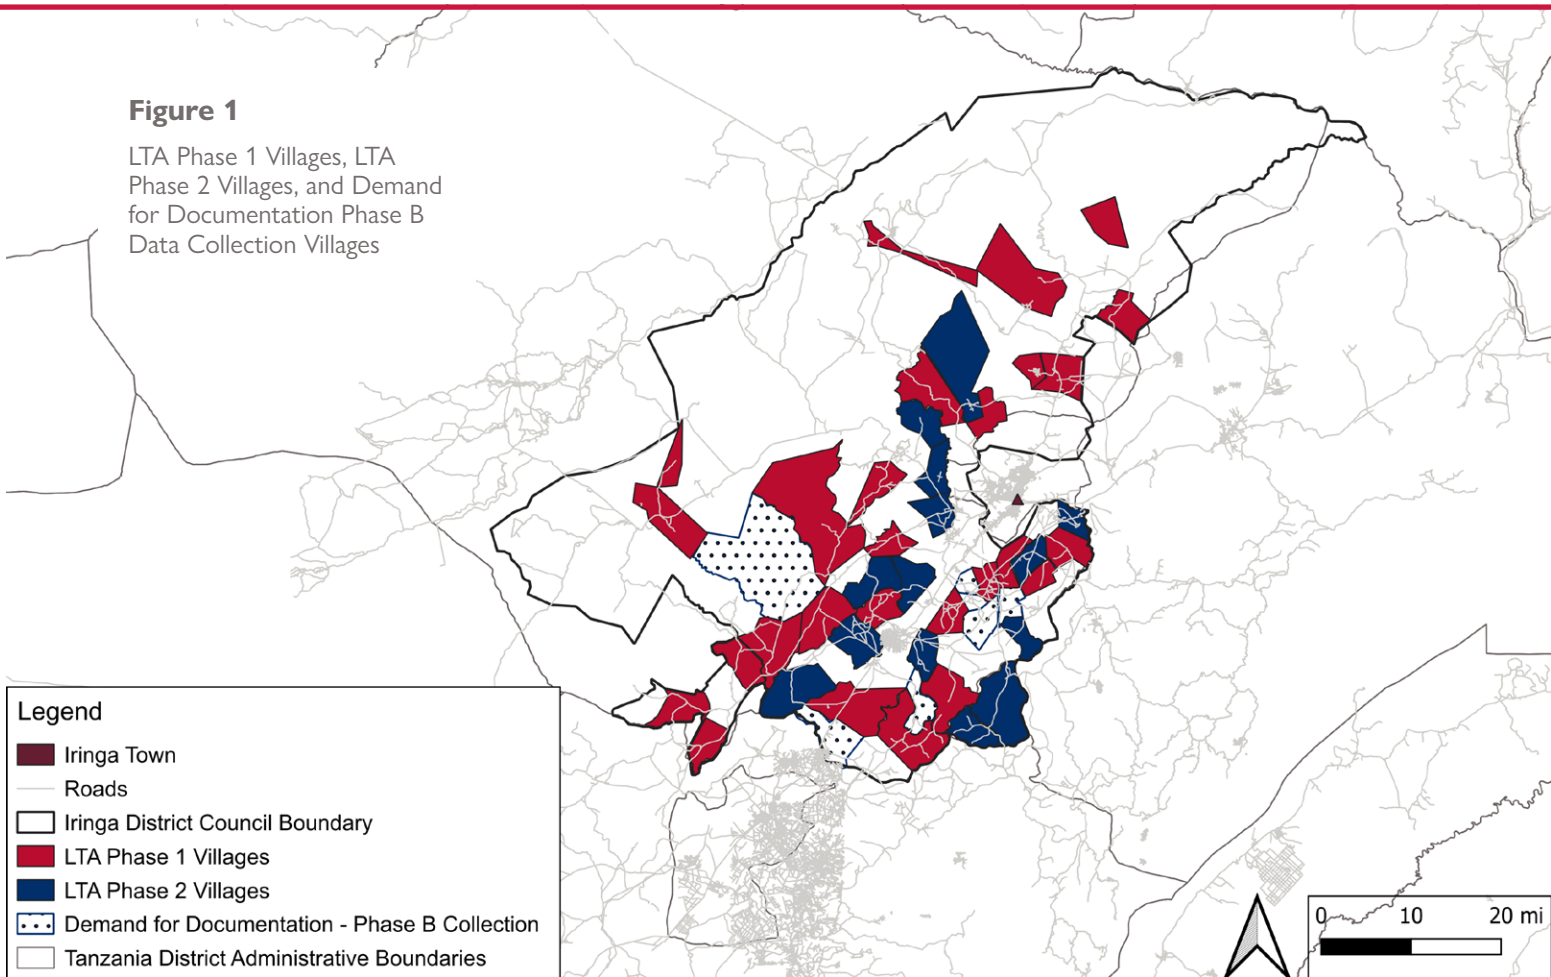 Figure 1
LTA Phase 1 Villages, LTA
Phase 2 Villages, and Demand
for Documentation Phase B
Data Collection Villages
Legend
Iringa Town
Roads
Iringa District Council Boundary
LTA Phase 1 Villages
LTA Phase 2 Villages
Demand for Documentation - Phase B Collection
Tanzania District Administrative Boundaries
0 10 20 mi